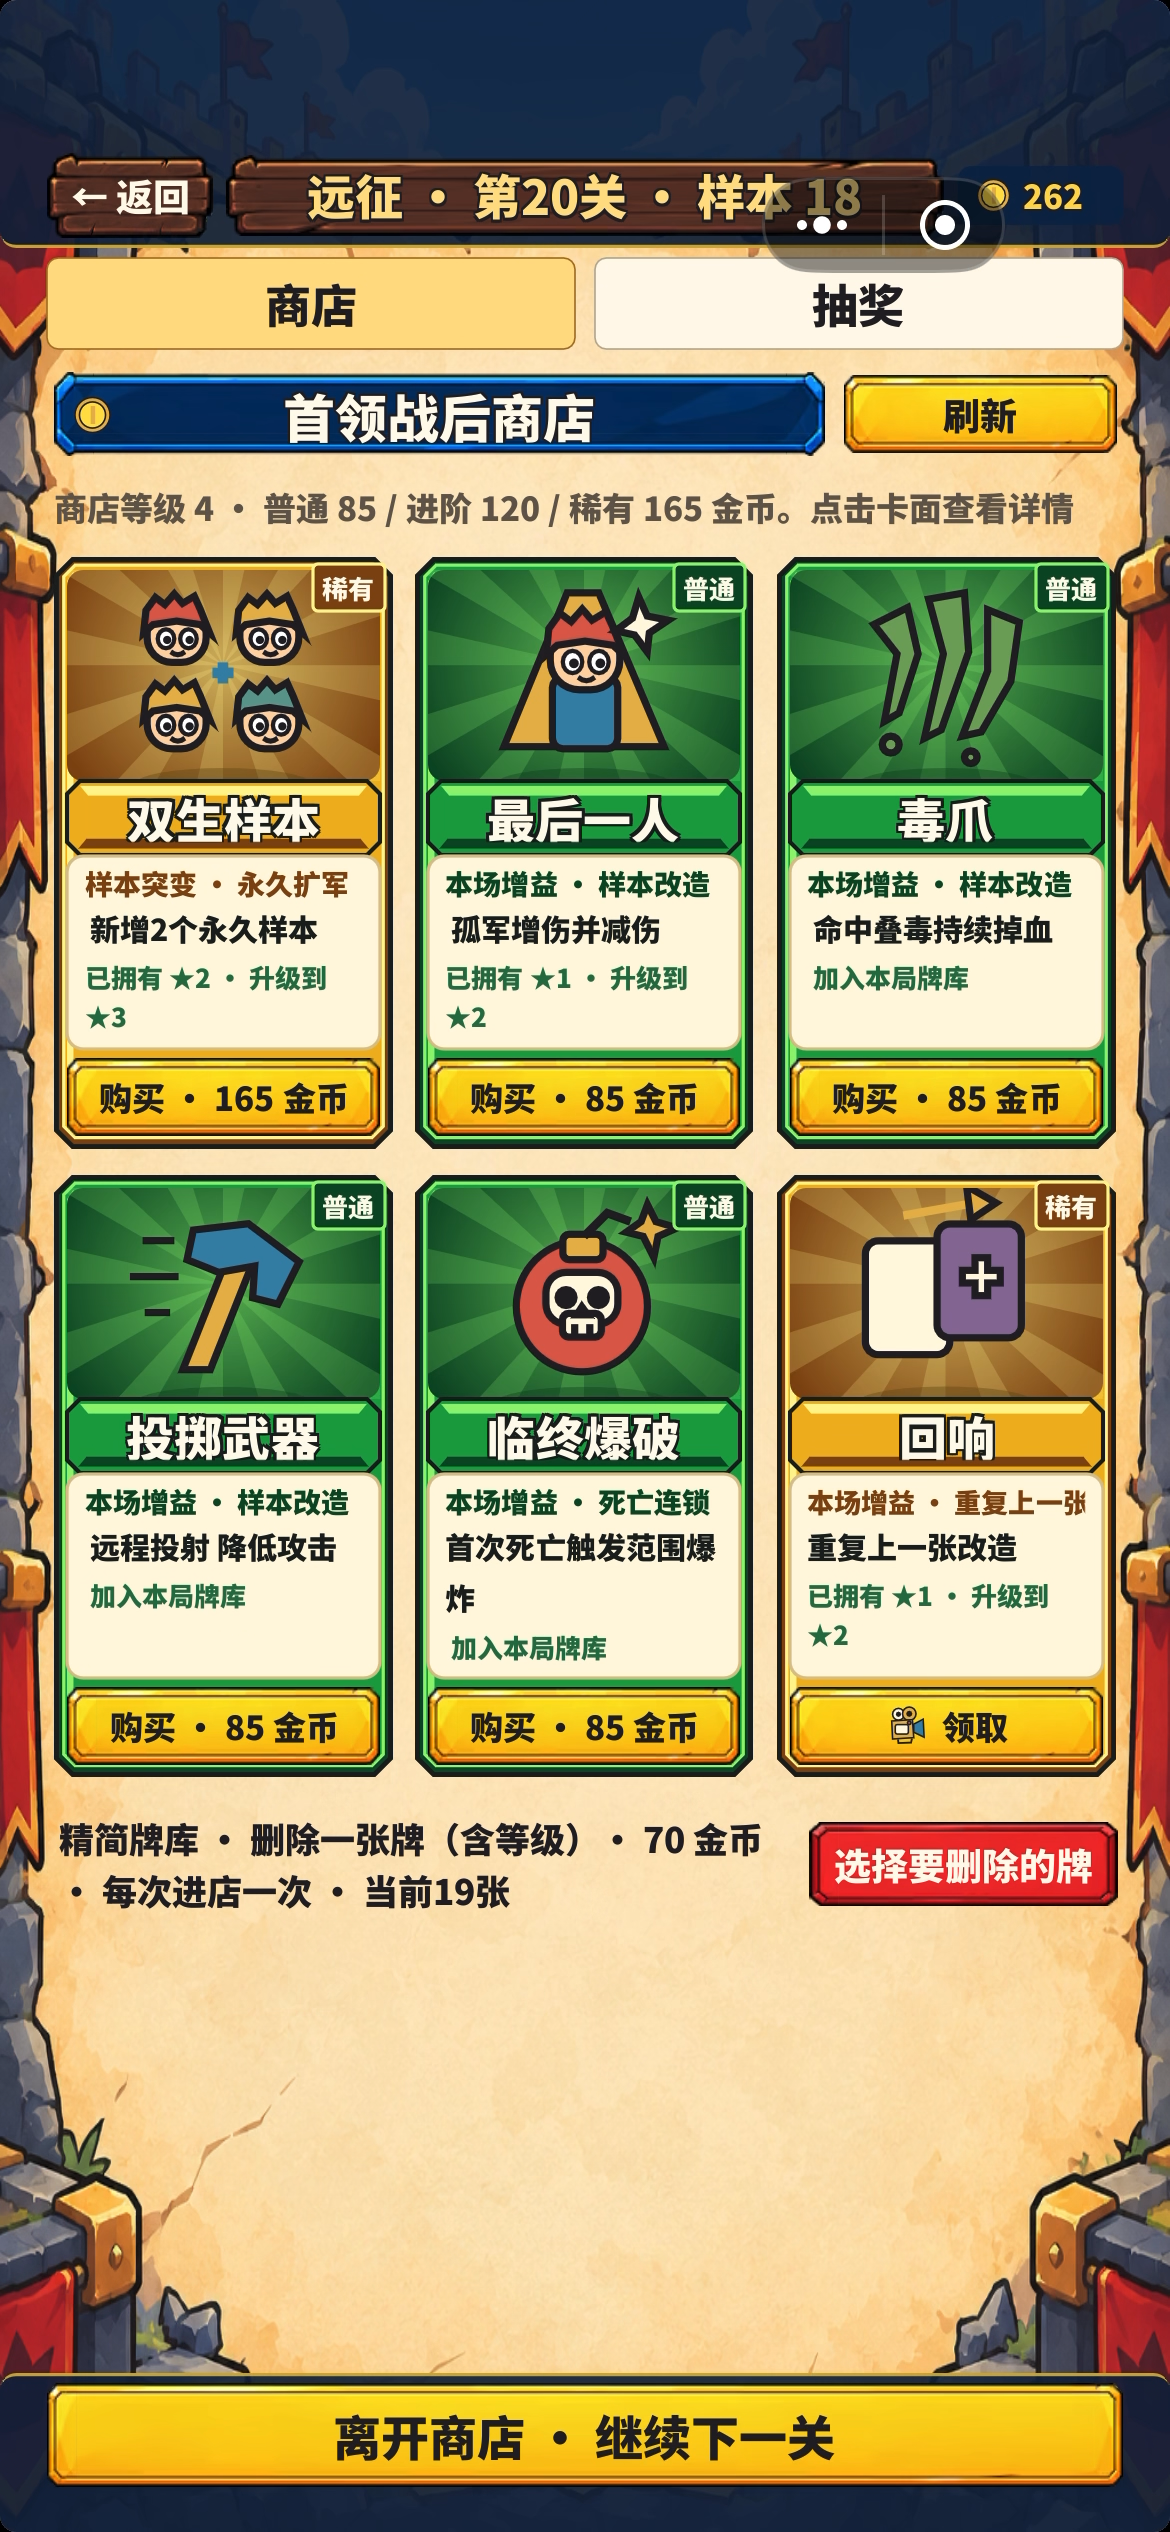 ← 返回
远征 · 第20关 · 样本 18
262
商店
抽奖
首领战后商店
刷新
商店等级 4 · 普通 85 / 进阶 120 / 稀有 165 金币。点击卡面查看详情
稀有
双生样本
样本突变 · 永久扩军
新增2个永久样本
已拥有 ★2 · 升级到
★3
购买 · 165 金币
普通
最后一人
本场增益 · 样本改造
孤军增伤并减伤
已拥有 ★1 · 升级到
★2
购买 · 85 金币
普通
毒爪
本场增益 · 样本改造
命中叠毒持续掉血
加入本局牌库
购买 · 85 金币
普通
投掷武器
本场增益 · 样本改造
远程投射 降低攻击
加入本局牌库
购买 · 85 金币
普通
临终爆破
本场增益 · 死亡连锁
首次死亡触发范围爆
炸
加入本局牌库
购买 · 85 金币
稀有
回响
本场增益 · 重复上一张
重复上一张改造
已拥有 ★1 · 升级到
★2
领取
精简牌库 · 删除一张牌（含等级） · 70 金币
· 每次进店一次 · 当前19张
选择要删除的牌
离开商店 · 继续下一关